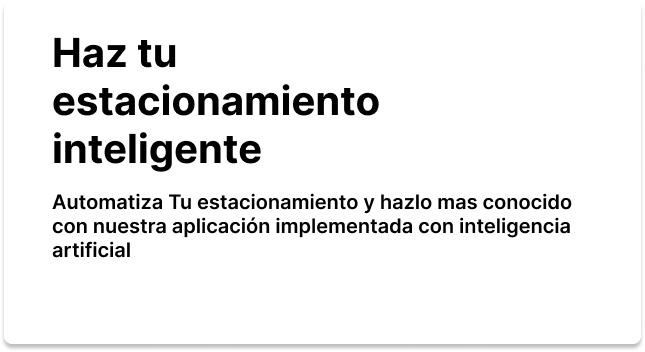 Haz tu
estacionamiento
inteligente
Automatiza Tu estacionamiento y hazlo mas conocido
con nuestra aplicación implementada con inteligencia
artificial